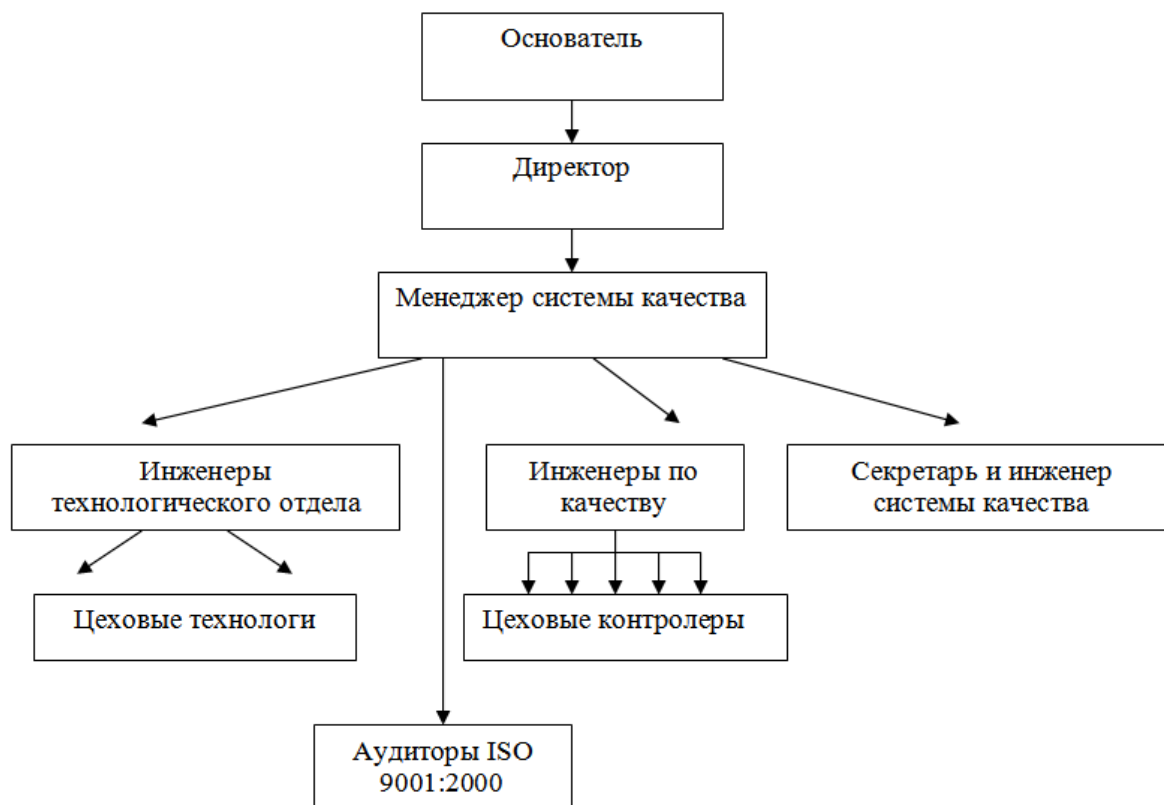 Основатель
Директор
Менеджер системы качества
Инженеры
технологического отдела
Инженеры по
качеству
Секретарь и инженер
системы качества
Цеховые технологи
Цеховые контролеры
Аудиторы ISO
9001:2000